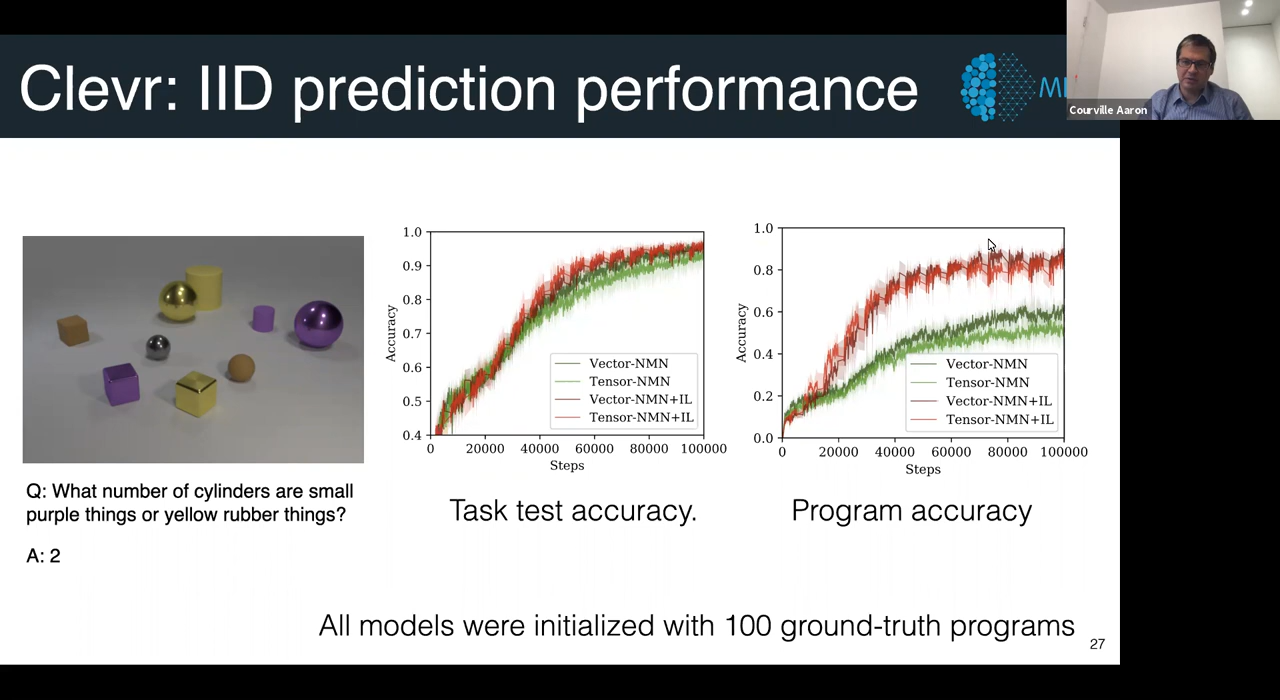 Clevr: IID prediction performance
Courville Aaron
1.0
0.9
0.8
0.7
0.6
0.5
0.4
Accuracy
Vector-NMN
Tensor-NMN
Vector-NMN+IL
Tensor-NMN+IL
0 20000 40000 60000 80000 100000
Steps
1.0
0.8
0.6
0.4
0.2
0.0
Accuracy
Vector-NMN
Tensor-NMN
Vector-NMN+IL
Tensor-NMN+IL
0 20000 40000 60000 80000 100000
Steps
Q: What number of cylinders are small
purple things or yellow rubber things?
A: 2
Task test accuracy.
Program accuracy
All models were initialized with 100 ground-truth programs
27